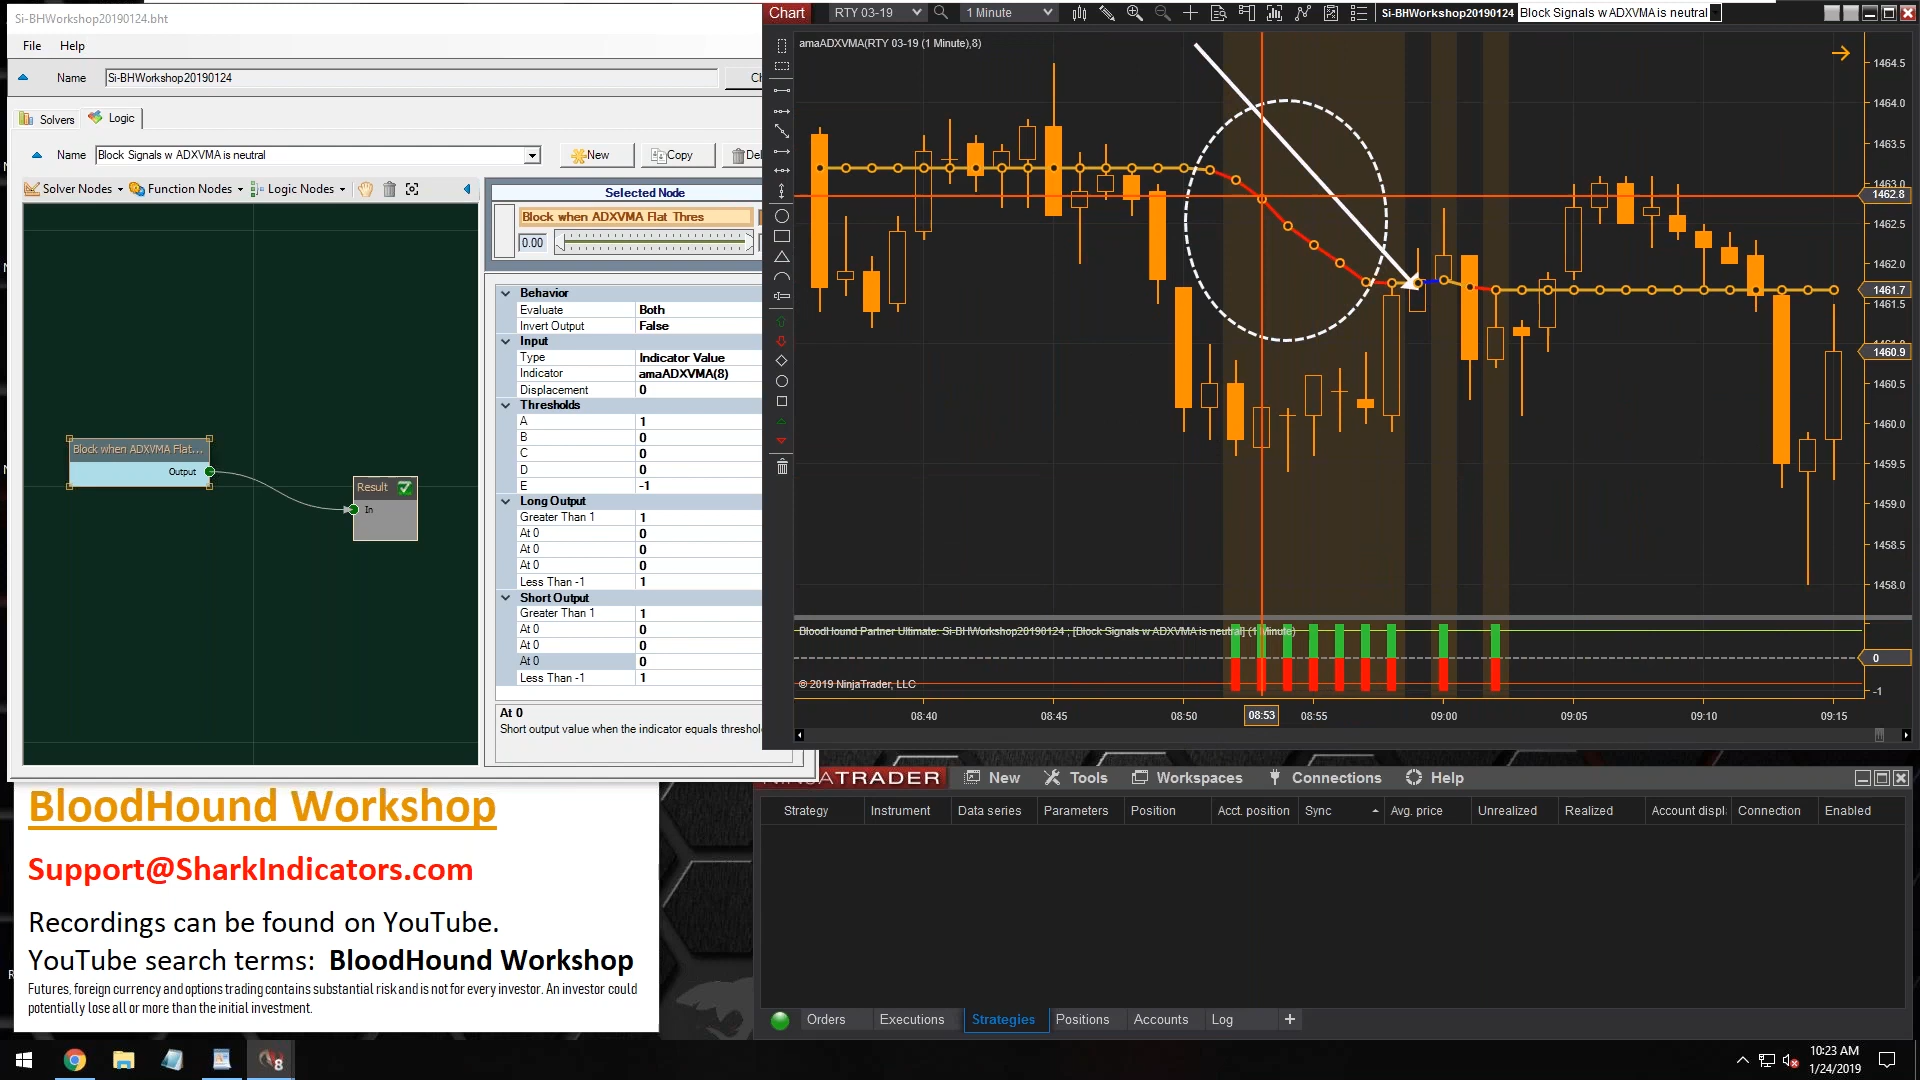 Si-BHWorkshop20190124.bht
File Help
Name Si-BHWorkshop20190124
Solvers Logic
Name Block Signals w ADXVMA is neutral New Copy Del
Solver Nodes Function Nodes Logic Nodes
Block when ADXVMA Flat...
Output
Result
In
Selected Node
Block when ADXVMA Flat Thres
0.00
Behavior
Evaluate Both
Invert Output False
Input
Type Indicator Value
Indicator amaADXVMA(8)
Displacement 0
Thresholds
A 1
B 0
C 0
D 0
E -1
Long Output
Greater Than 1 1
At 0 0
At 0 0
At 0 0
Less Than -1 1
Short Output
Greater Than 1 1
At 0 0
At 0 0
At 0 0
Less Than -1 1
At 0
Short output value when the indicator equals threshol
Chart RTY 03-19 1 Minute Si-BHWorkshop20190124 Block Signals w ADXVMA is neutral
amaADXVMA(RTY 03-19 (1 Minute),8)
1464.5
1464.0
1463.5
1463.0
1462.8
1462.5
1462.0
1461.7
1461.5
1460.9
1460.5
1460.0
1459.5
1459.0
1458.5
1458.0
BloodHound Partner Ultimate: Si-BHWorkshop20190124 ; [Block Signals w ADXVMA is neutral] (1 Minute)
0
© 2019 NinjaTrader, LLC
-1
08:40 08:45 08:50 08:53 08:55 09:00 09:05 09:10 09:15
NINJATRADER New Tools Workspaces Connections Help
Strategy Instrument Data series Parameters Position Acct. position Sync Avg. price Unrealized Realized Account displ Connection Enabled
Orders Executions Strategies Positions Accounts Log +
BloodHound Workshop
Support@SharkIndicators.com
Recordings can be found on YouTube.
YouTube search terms: BloodHound Workshop
Futures, foreign currency and options trading contains substantial risk and is not for every investor. An investor could
potentially lose all or more than the initial investment.
8
10:23 AM
1/24/2019